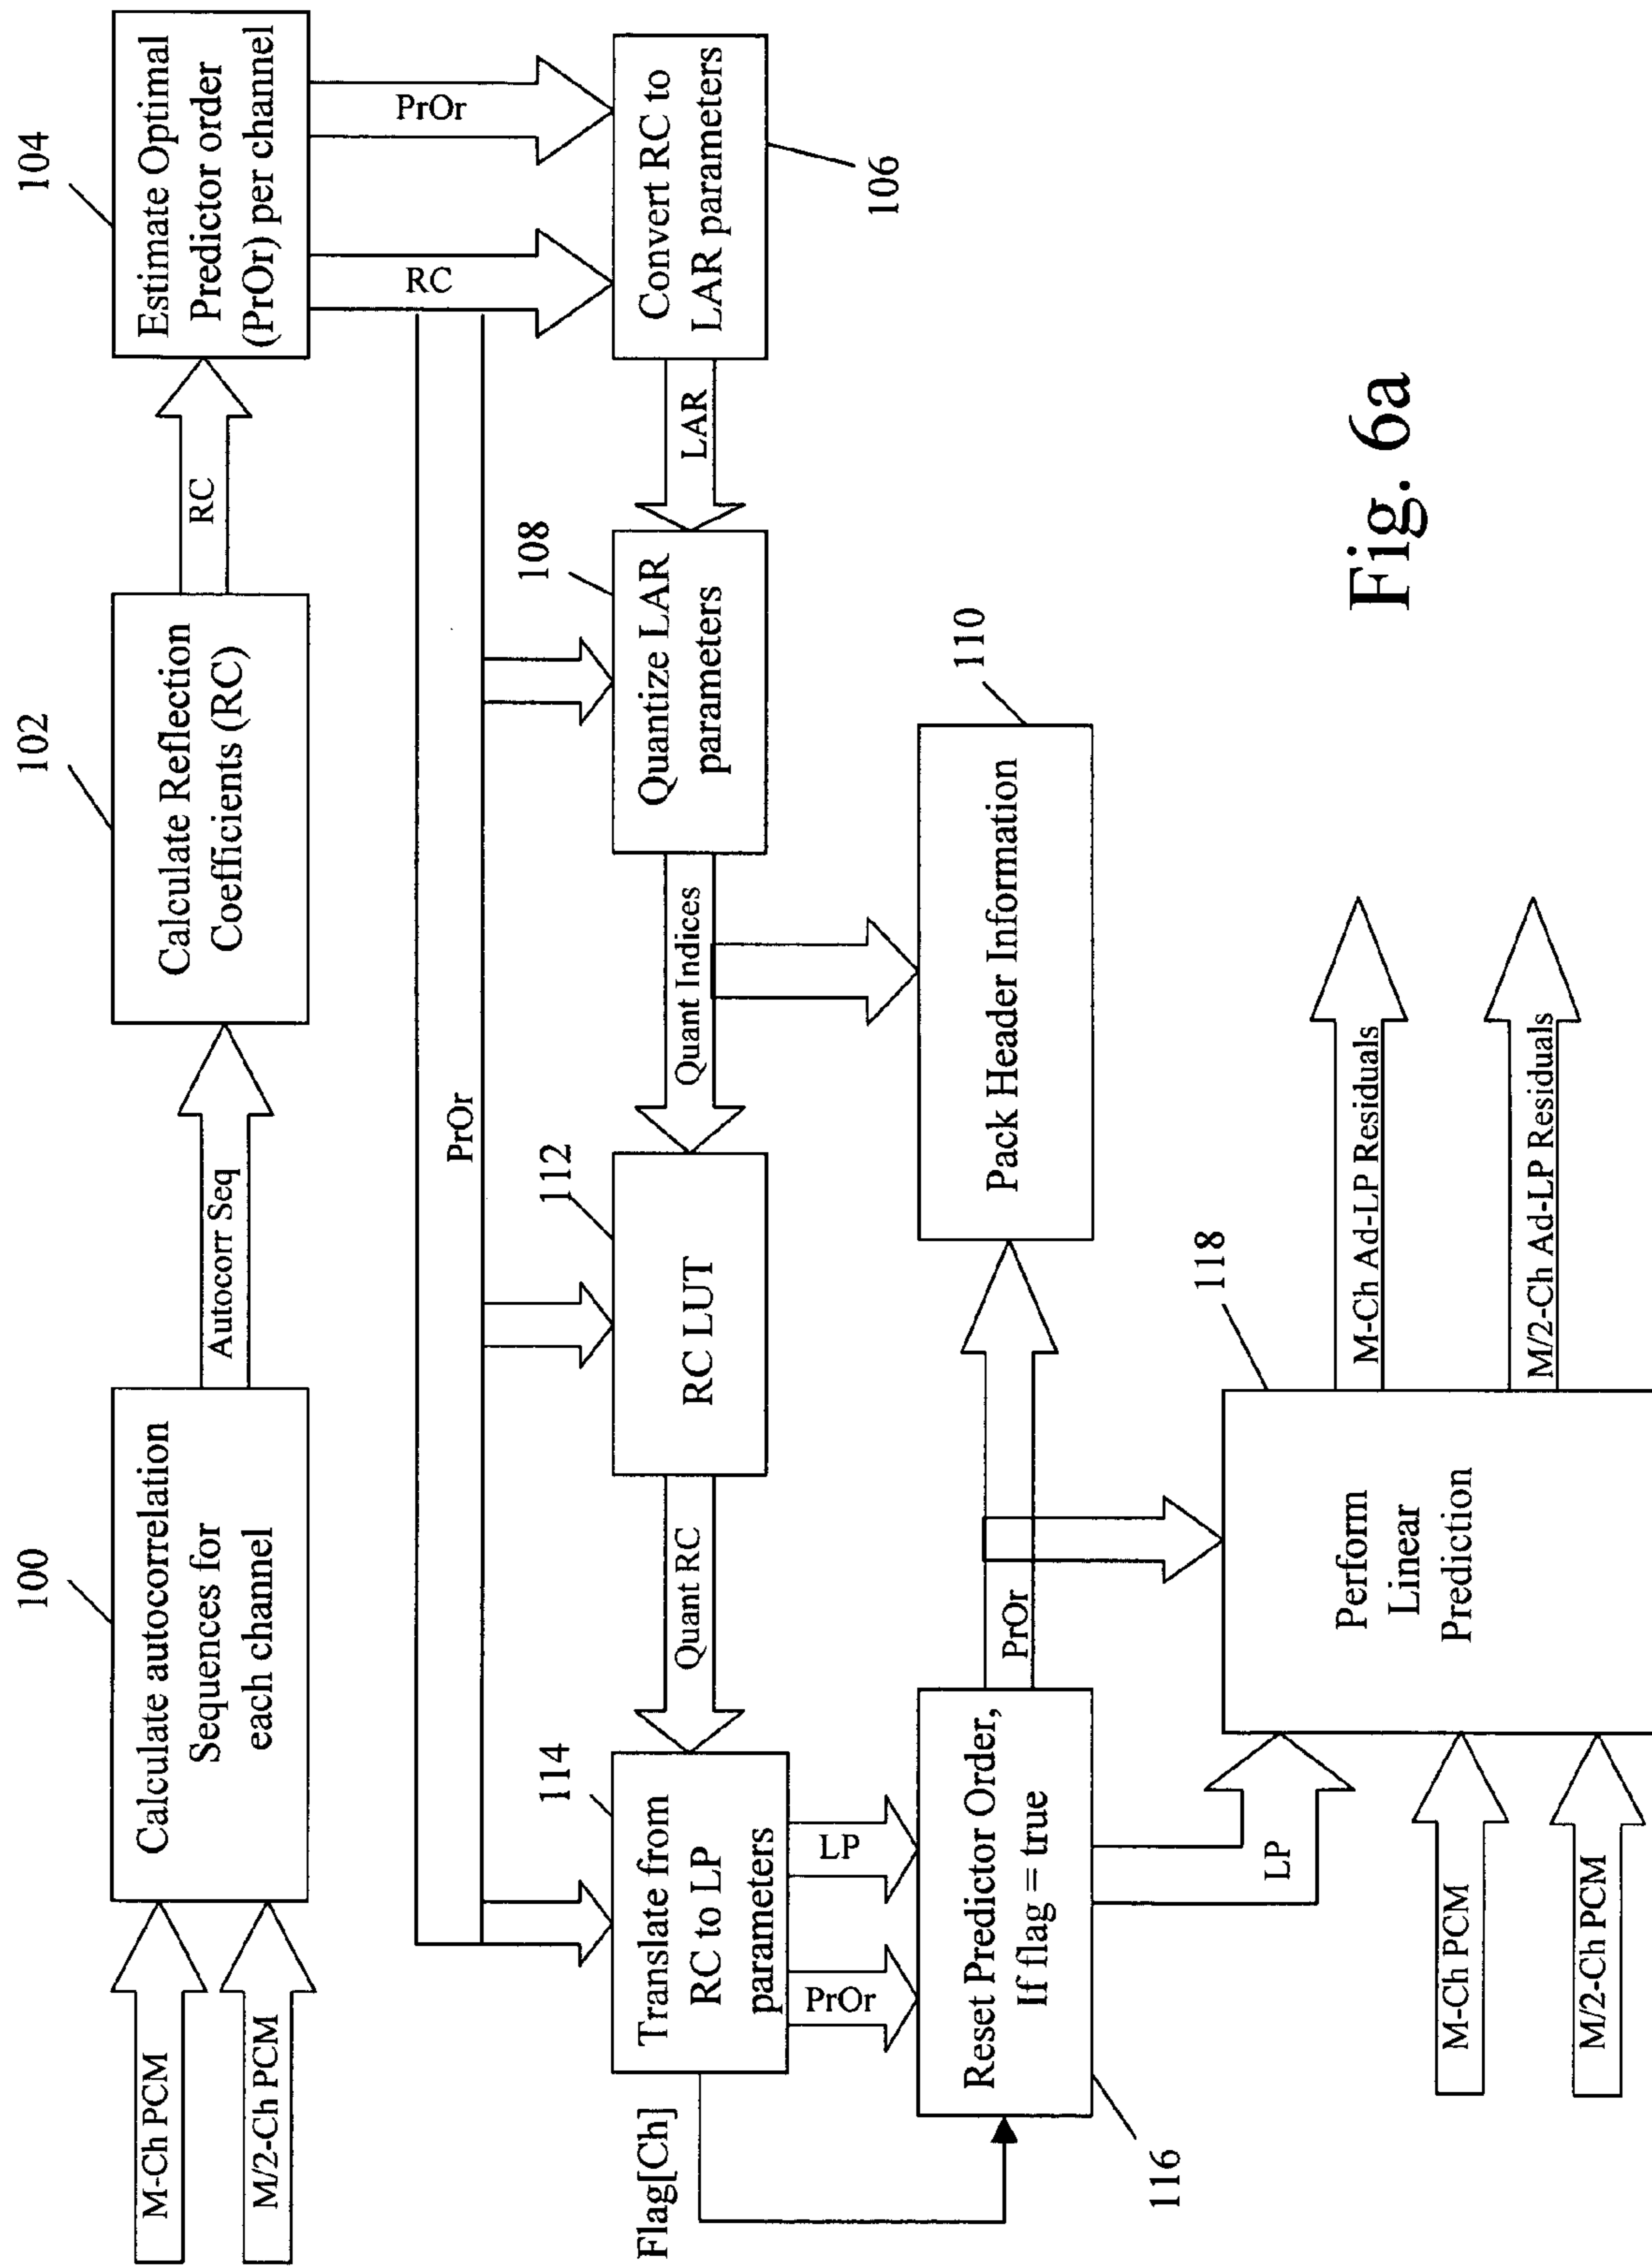 100
102
104
M-Ch PCM
M/2-Ch PCM
Calculate autocorrelation
Sequences for
each channel
Autocorr Seq
Calculate Reflection
Coefficients (RC)
RC
Estimate Optimal
Predictor order
(PrOr) per channel
PrOr
RC
PrOr
Flag[Ch]
114
Translate from
RC to LP
parameters
Quant RC
112
RC LUT
Quant Indices
108
Quantize LAR
parameters
LAR
Convert RC to
LAR parameters
106
PrOr
LP
Reset Predictor Order,
If flag = true
116
PrOr
Pack Header Information
110
LP
M-Ch PCM
M/2-Ch PCM
118
Perform
Linear
Prediction
M-Ch Ad-LP Residuals
M/2-Ch Ad-LP Residuals
Fig. 6a